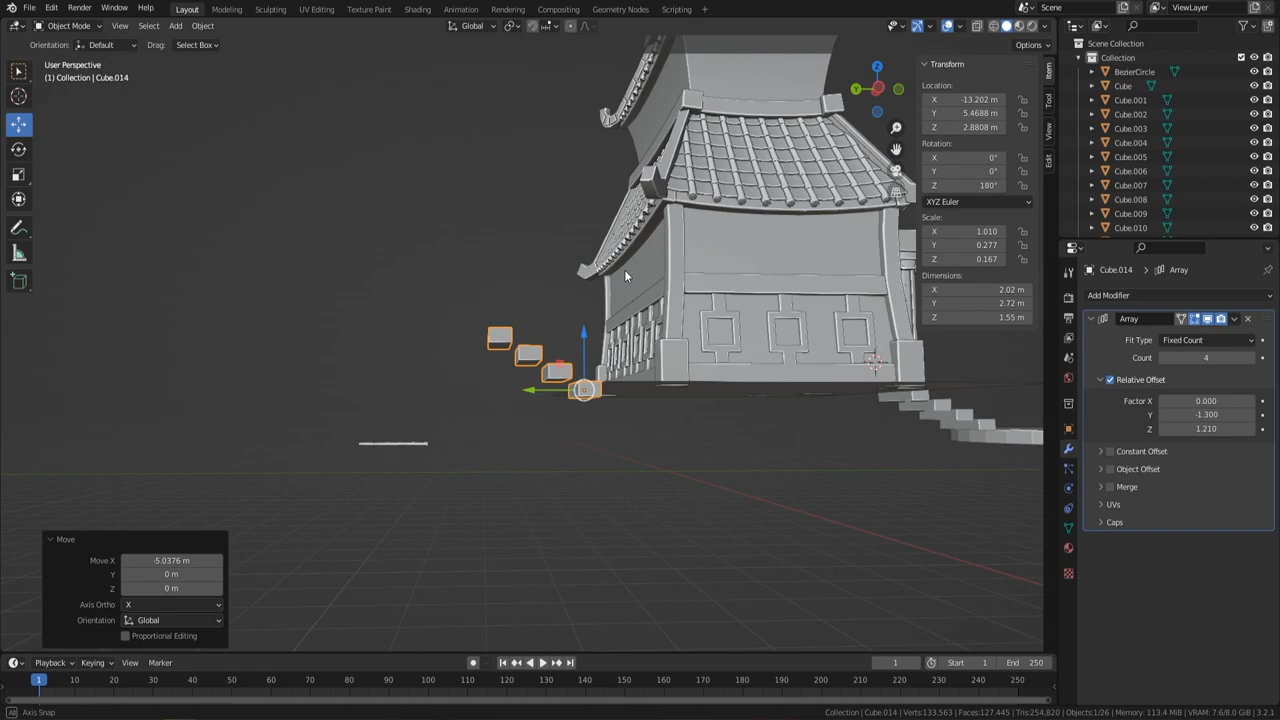 File Edit Render Window Help Layout Modeling Sculpting UV Editing Texture Paint Shading Animation Rendering Compositing Geometry Nodes Scripting + Scene ViewLayer
Object Mode View Select Add Object Global Options
Orientation: Default Drag: Select Box
User Perspective
(1) Collection | Cube.014
Transform
Location:
X -13.202 m
Y 5.4688 m
Z 2.8808 m
Rotation:
X 0°
Y 0°
Z 180°
XYZ Euler
Scale:
X 1.010
Y 0.277
Z 0.167
Dimensions:
X 2.02 m
Y 2.72 m
Z 1.55 m
Item
Tool
View
Edit
Z
Y
Scene Collection
Collection
BezierCircle
Cube
Cube.001
Cube.002
Cube.003
Cube.004
Cube.005
Cube.006
Cube.007
Cube.008
Cube.009
Cube.010
Cube.014 Array
Add Modifier
Array
Fit Type Fixed Count
Count 4
Relative Offset
Factor X 0.000
Y -1.300
Z 1.210
Constant Offset
Object Offset
Merge
UVs
Caps
Move
Move X -5.0376 m
Y 0 m
Z 0 m
Axis Ortho X
Orientation Global
Proportional Editing
Playback Keying View Marker 1 Start 1 End 250
1 10 20 30 40 50 60 70 80 90 100 110 120 130 140 150 160 170 180 190 200 210 220 230 240 250
Axis Snap Collection | Cube.014 | Verts:133,563 | Faces:127,445 | Tris:254,820 | Objects:1/26 | Memory: 113.4 MiB | VRAM: 7.6/8.0 GiB | 3.2.1